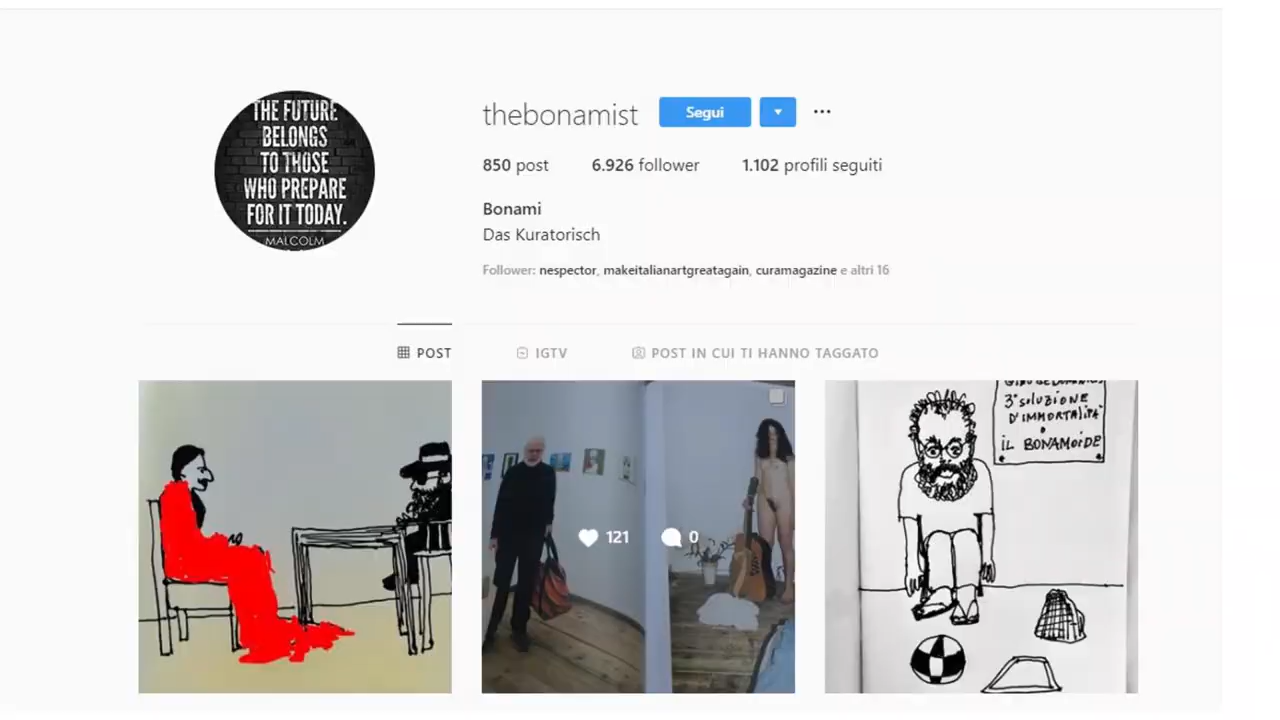 THE FUTURE
BELONGS
TO THOSE
WHO PREPARE
FOR IT TODAY.
MALCOLM
thebonamist Segui ...
850 post 6.926 follower 1.102 profili seguiti
Bonami
Das Kuratorisch
Follower: nespector, makeitalianartgreatagain, curamagazine e altri 16
POST IGTV POST IN CUI TI HANNO TAGGATO
121 0
3ª SOLUZIONE
D'IMMORTALITÀ
O
IL BONAMOIDE